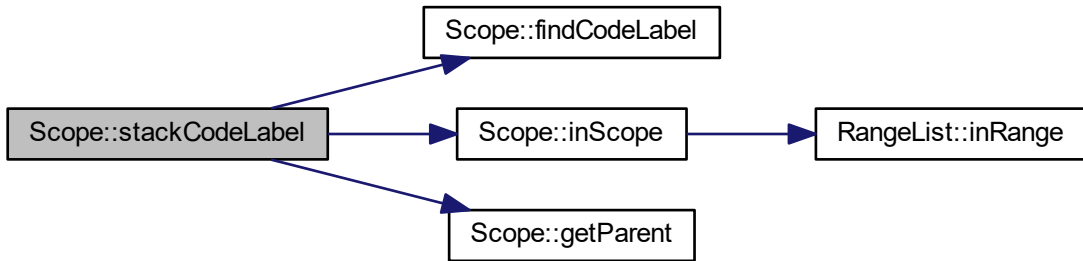 Scope::findCodeLabel
Scope::stackCodeLabel
Scope::inScope
RangeList::inRange
Scope::getParent